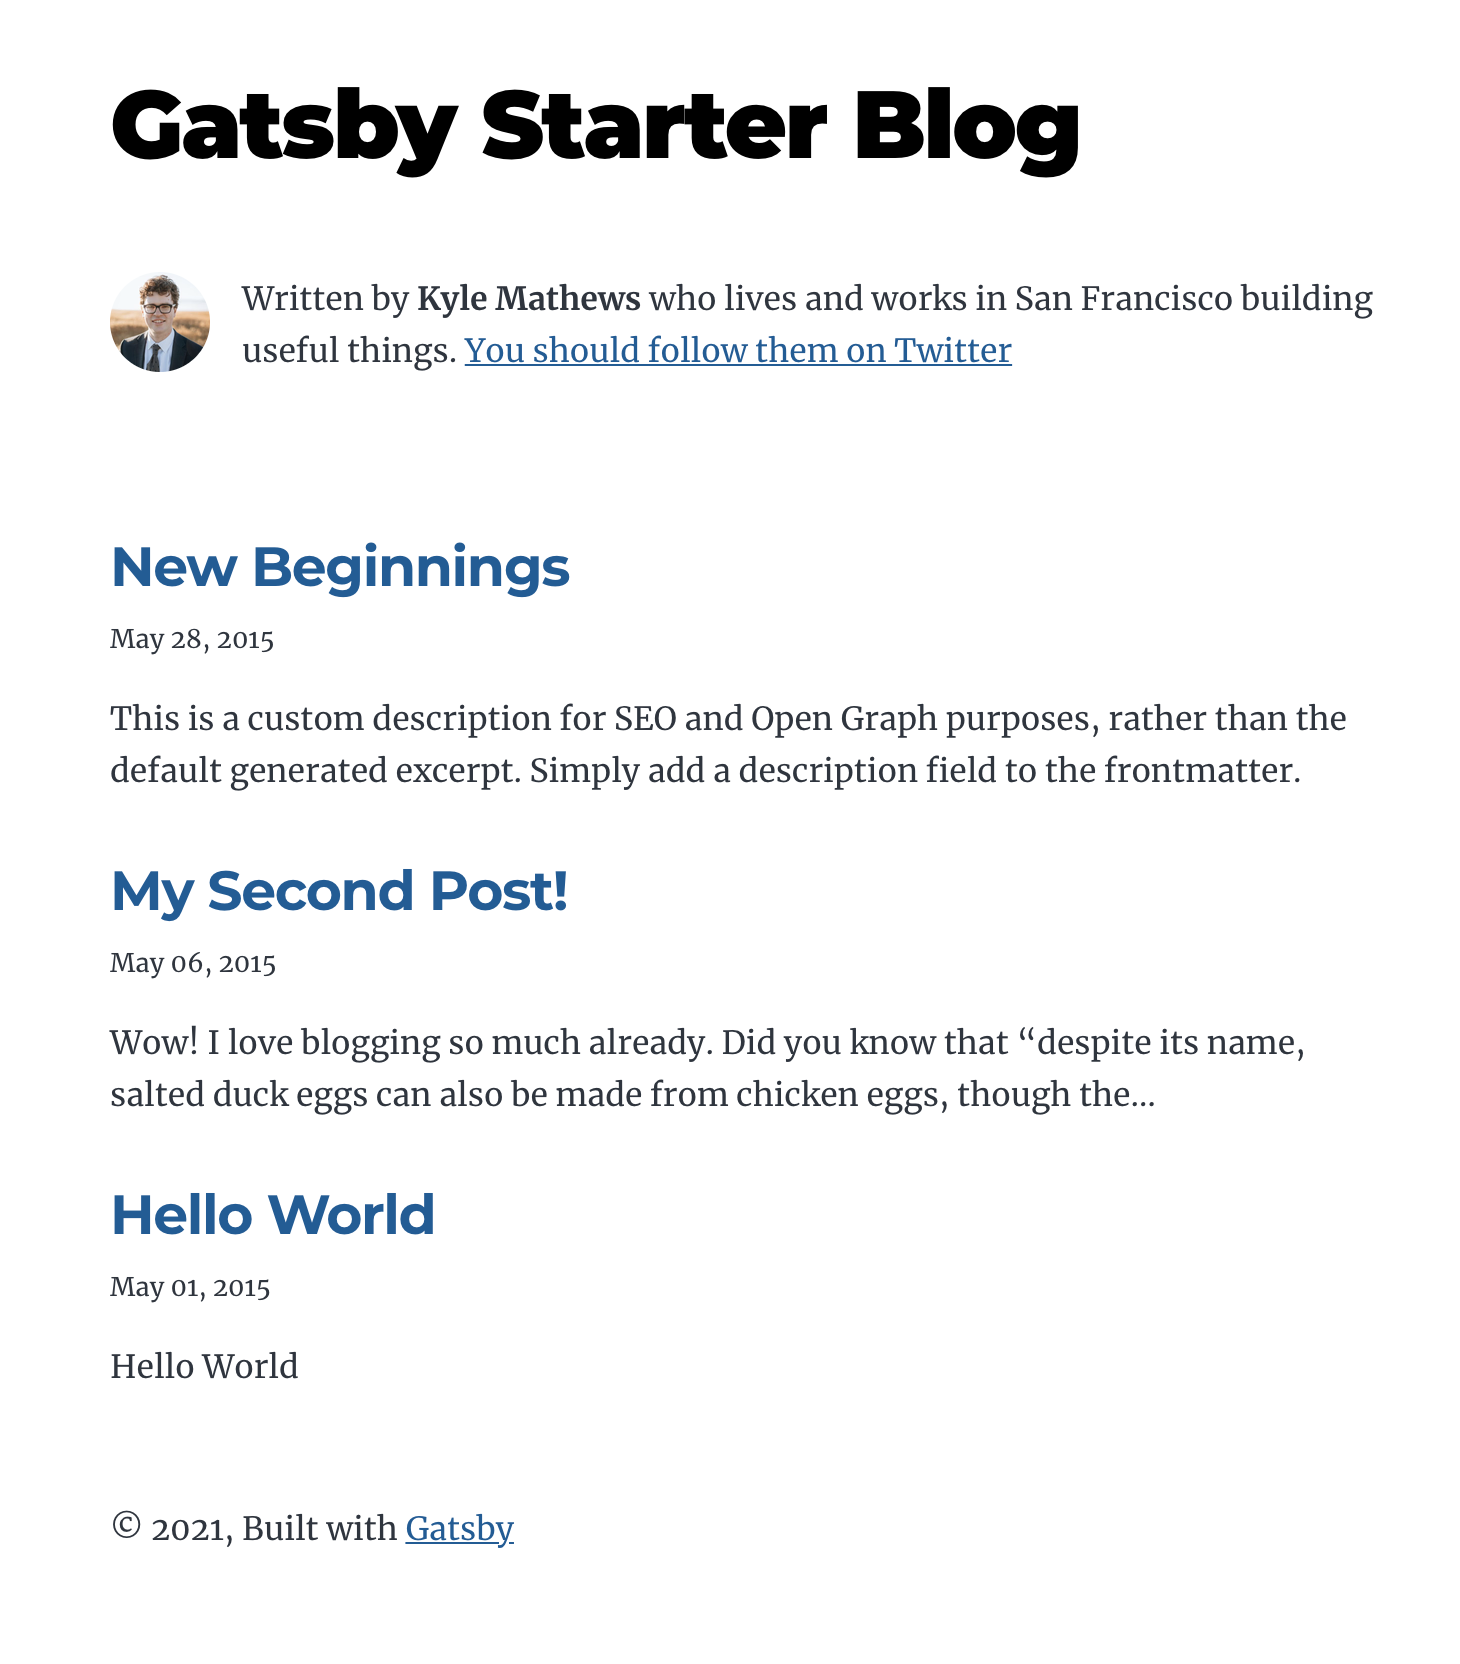 Gatsby Starter Blog
Written by Kyle Mathews who lives and works in San Francisco building
useful things. You should follow them on Twitter
New Beginnings
May 28, 2015
This is a custom description for SEO and Open Graph purposes, rather than the
default generated excerpt. Simply add a description field to the frontmatter.
My Second Post!
May 06, 2015
Wow! I love blogging so much already. Did you know that “despite its name,
salted duck eggs can also be made from chicken eggs, though the…
Hello World
May 01, 2015
Hello World
© 2021, Built with Gatsby